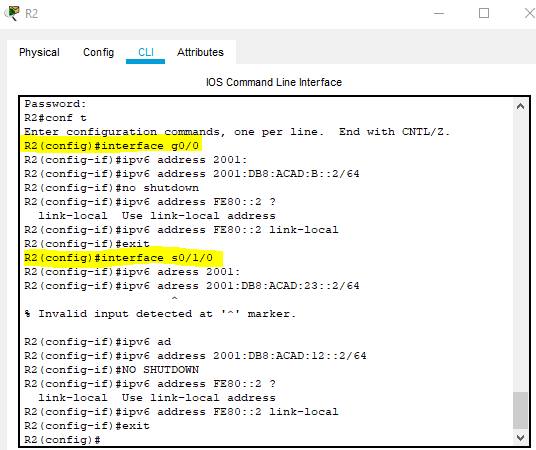 R2
Physical Config CLI Attributes
IOS Command Line Interface
Password:
R2#conf t
Enter configuration commands, one per line.  End with CNTL/Z.
R2(config)#interface g0/0
R2(config-if)#ipv6 address 2001:
R2(config-if)#ipv6 address 2001:DB8:ACAD:B::2/64
R2(config-if)#no shutdown
R2(config-if)#ipv6 address FE80::2 ?
  link-local  Use link-local address
R2(config-if)#ipv6 address FE80::2 link-local
R2(config-if)#exit
R2(config)#interface s0/1/0
R2(config-if)#ipv6 adress 2001:
R2(config-if)#ipv6 adress 2001:DB8:ACAD:23::2/64
                     ^
% Invalid input detected at '^' marker.
R2(config-if)#ipv6 ad
R2(config-if)#ipv6 address 2001:DB8:ACAD:12::2/64
R2(config-if)#NO SHUTDOWN
R2(config-if)#ipv6 address FE80::2 ?
  link-local  Use link-local address
R2(config-if)#ipv6 address FE80::2 link-local
R2(config-if)#exit
R2(config)#